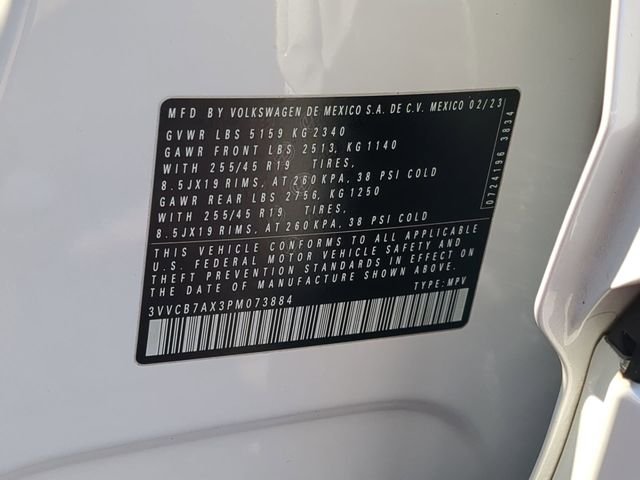 MFD BY VOLKSWAGEN DE MEXICO S.A. DE C.V. MEXICO 02/23
GVWR LBS 5159 KG 2340
GAWR FRONT LBS 2513, KG 1140
WITH 255/45 R19 TIRES,
8.5JX19 RIMS, AT 260 KPA, 38 PSI COLD
GAWR REAR LBS 2756, KG 1250
WITH 255/45 R19 TIRES,
8.5JX19 RIMS, AT 260 KPA, 38 PSI COLD
THIS VEHICLE CONFORMS TO ALL APPLICABLE
U.S. FEDERAL MOTOR VEHICLE SAFETY AND
THEFT PREVENTION STANDARDS IN EFFECT ON
THE DATE OF MANUFACTURE SHOWN ABOVE.
3VVCB7AX3PM073884 TYPE: MPV
0724196 3834